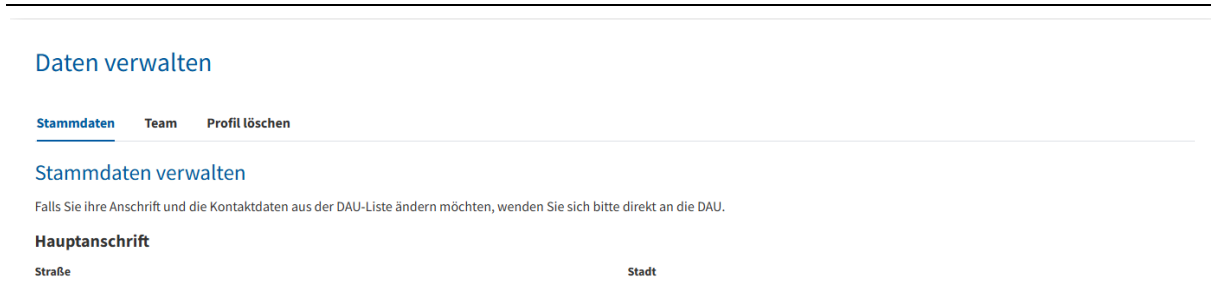 Daten verwalten
Stammdaten Team Profil löschen
Stammdaten verwalten
Falls Sie ihre Anschrift und die Kontaktdaten aus der DAU-Liste ändern möchten, wenden Sie sich bitte direkt an die DAU.
Hauptanschrift
Straße Stadt